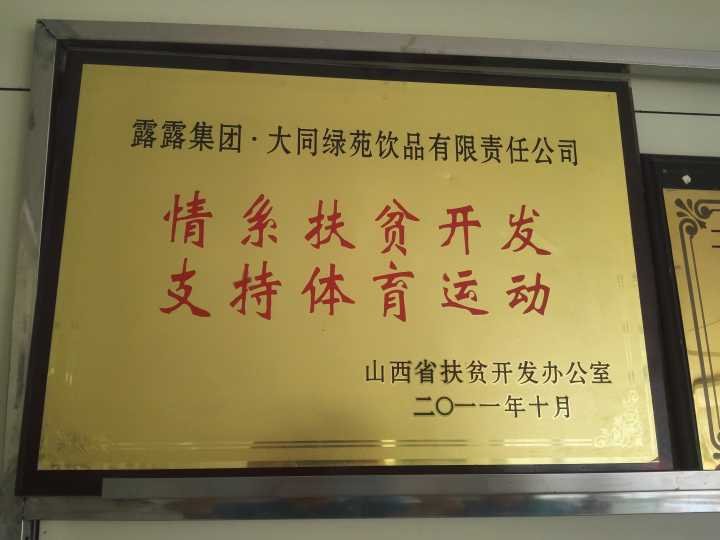 露露集团·大同绿苑饮品有限责任公司
情系扶贫开发
支持体育运动
山西省扶贫开发办公室
二〇一一年十月